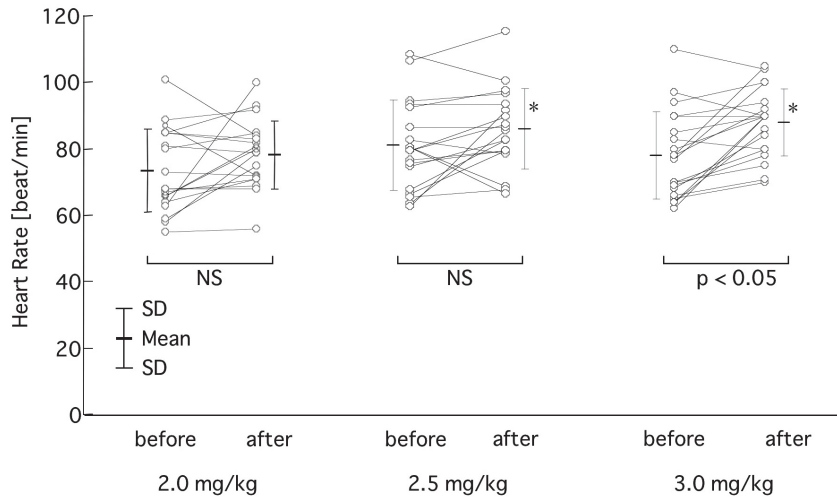 Heart Rate [beat/min]
120
100
80
60
40
20
0
*
*
NS
NS
p < 0.05
SD
Mean
SD
before
after
before
after
before
after
2.0 mg/kg
2.5 mg/kg
3.0 mg/kg